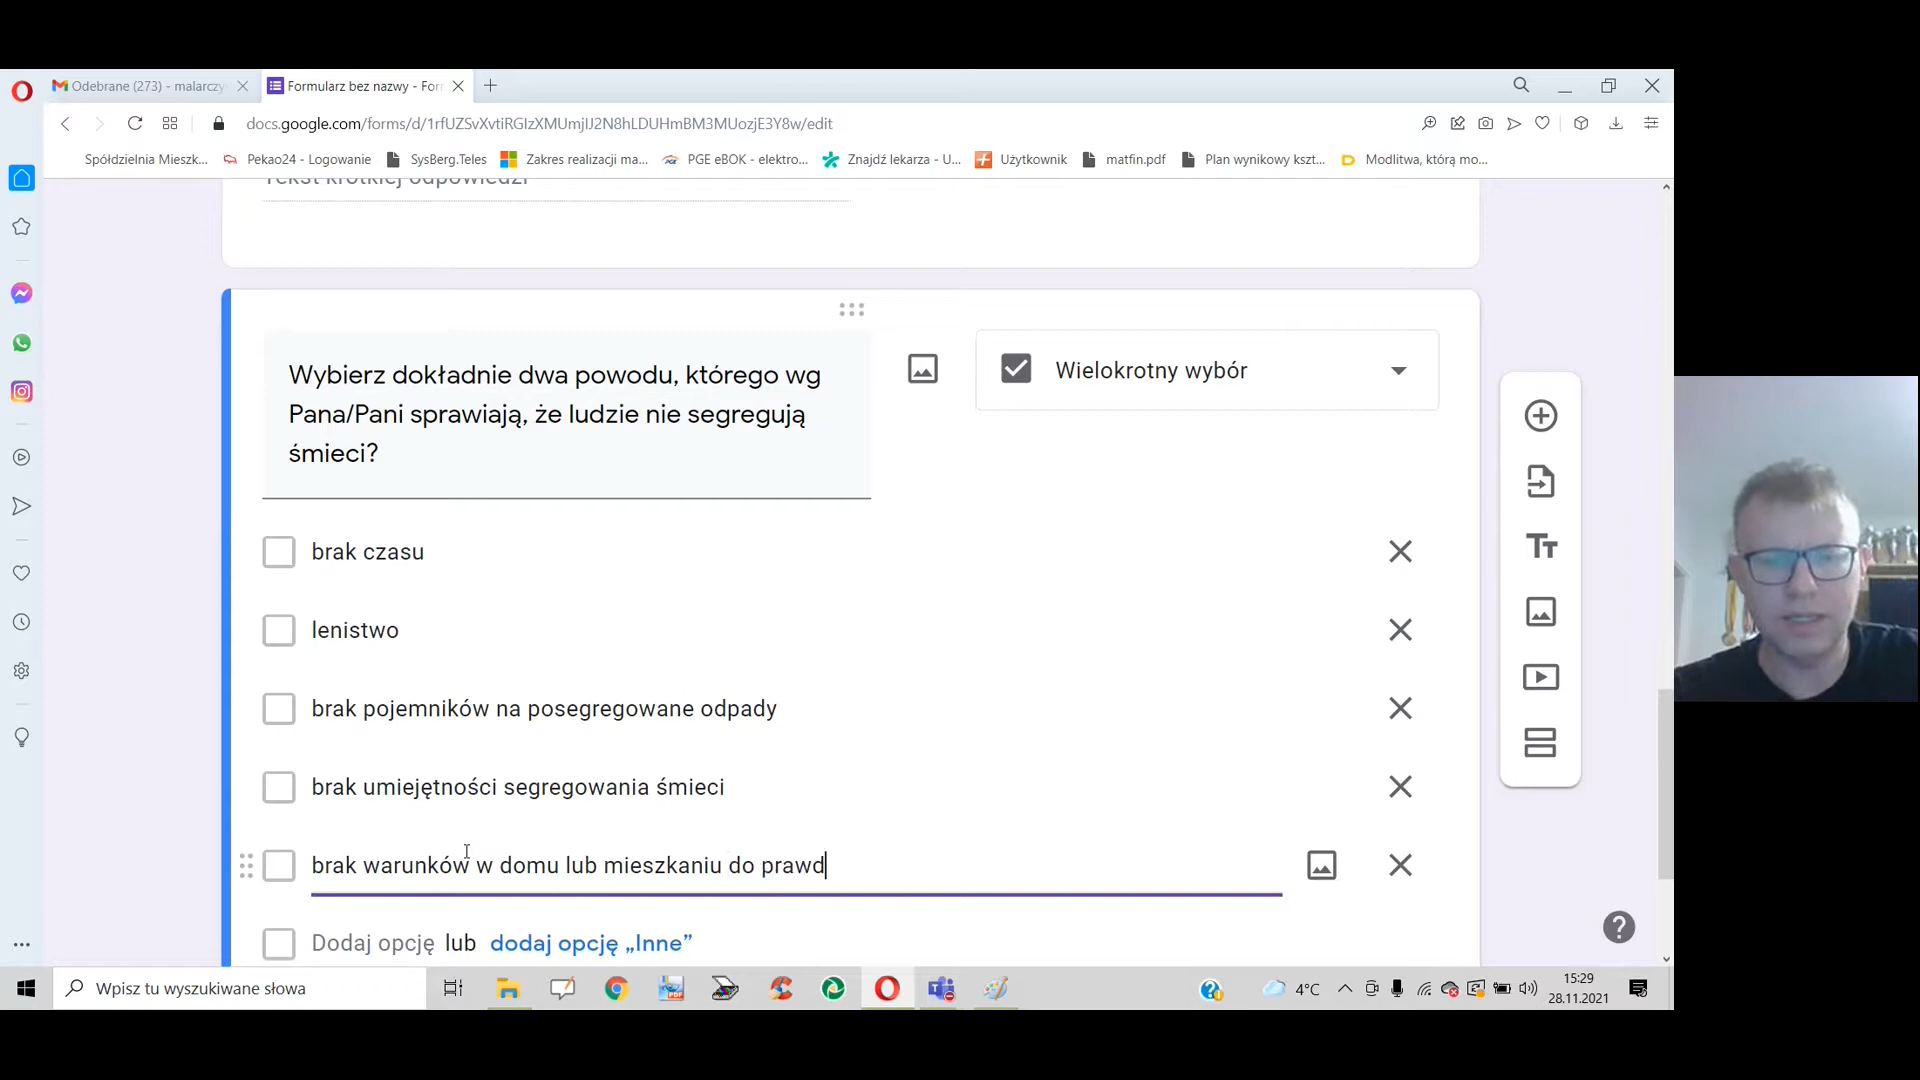 Odebrane (273) - malarczy
Formularz bez nazwy - For
docs.google.com/forms/d/1rfUZSvXvtiRGIzXMUmjIJ2N8hLDUHmBM3MUozjE3Y8w/edit
Spółdzielnia Mieszk...
Pekao24 - Logowanie
SysBerg.Teles
Zakres realizacji ma...
PGE eBOK - elektro...
Znajdź lekarza - U...
Użytkownik
matfin.pdf
Plan wynikowy kszt...
Modlitwa, którą mo...
Tekst krótkiej odpowiedzi
Wybierz dokładnie dwa powodu, którego wg
Pana/Pani sprawiają, że ludzie nie segregują
śmieci?
Wielokrotny wybór
brak czasu
lenistwo
brak pojemników na posegregowane odpady
brak umiejętności segregowania śmieci
brak warunków w domu lub mieszkaniu do prawd
Dodaj opcję lub dodaj opcję „Inne”
Wpisz tu wyszukiwane słowa
4°C
15:29
28.11.2021